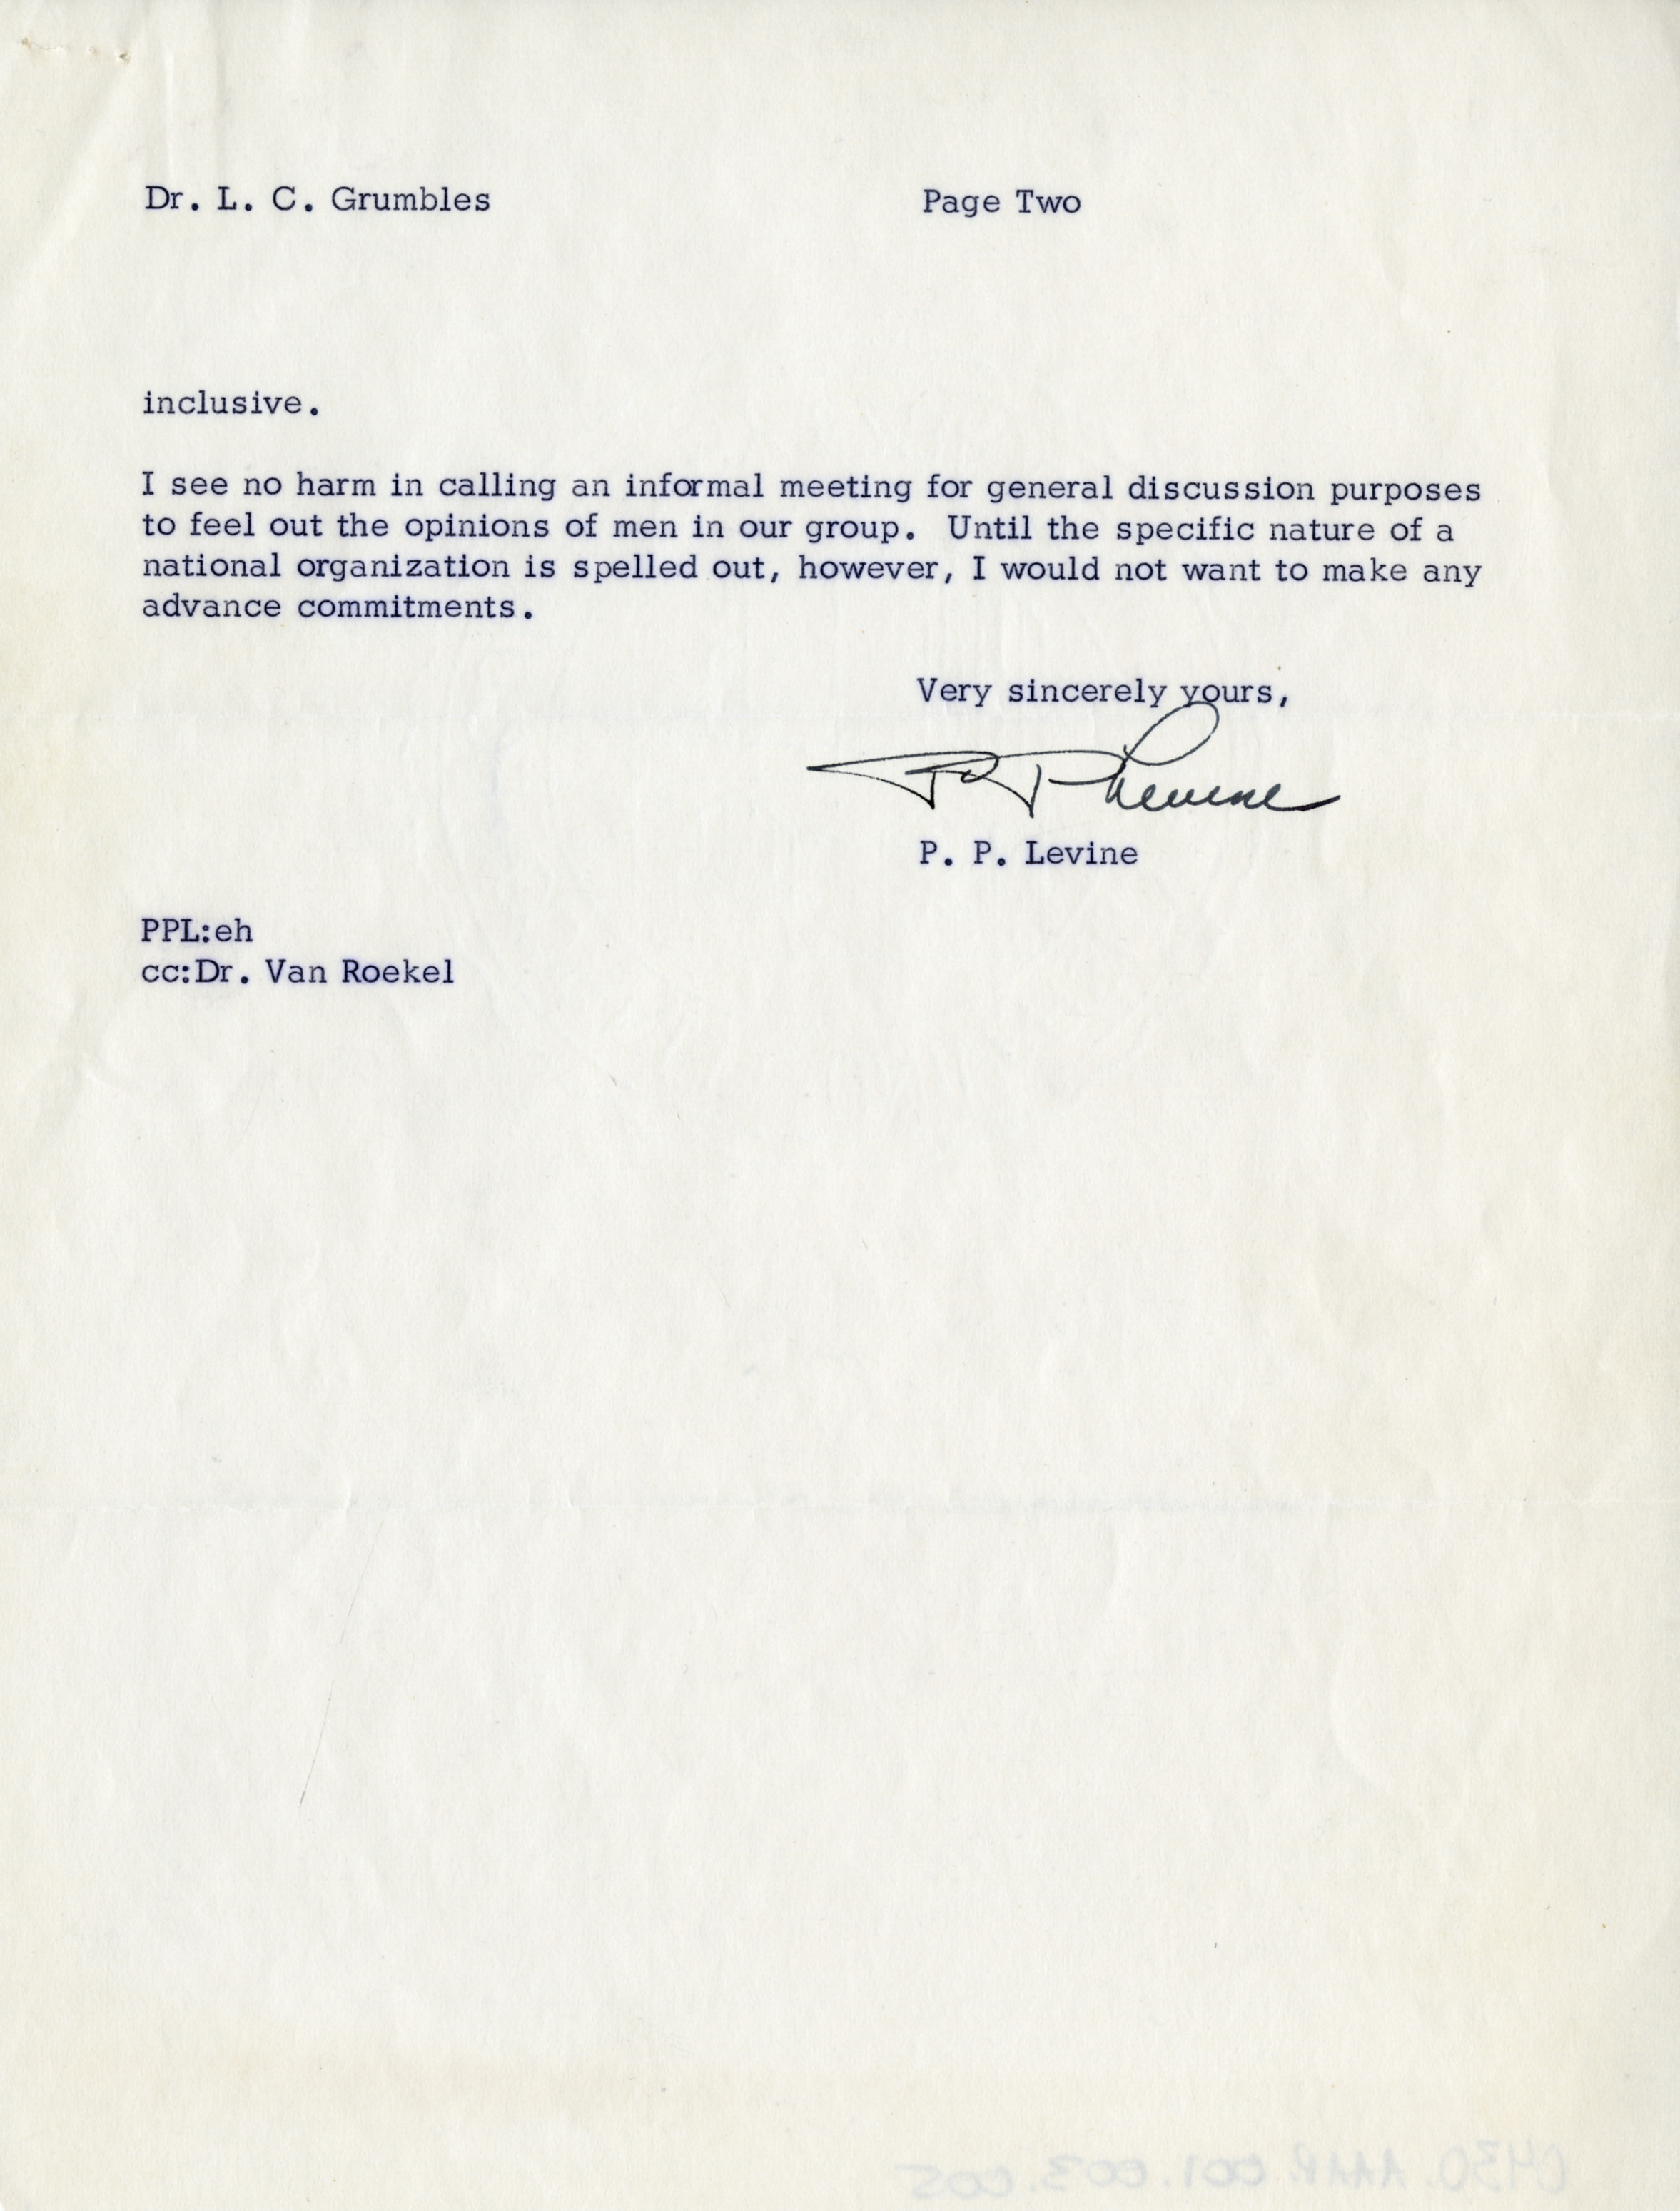 Dr. L. C. Grumbles Page Two
inclusive.
I see no harm in calling an informal meeting for general discussion purposes
to feel out the opinions of men in our group. Until the specific nature of a
national organization is spelled out, however, I would not want to make any
advance commitments.
Very sincerely yours,
P P Levine
P. P. Levine
PPL:eh
cc:Dr. Van Roekel